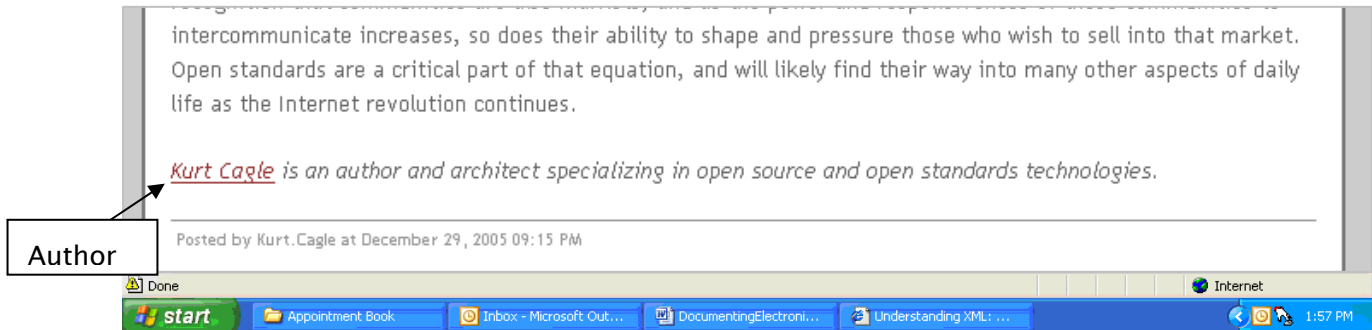 intercommunicate increases, so does their ability to shape and pressure those who wish to sell into that market.
Open standards are a critical part of that equation, and will likely find their way into many other aspects of daily
life as the Internet revolution continues.
Kurt Cagle is an author and architect specializing in open source and open standards technologies.
Author
Posted by Kurt.Cagle at December 29, 2005 09:15 PM
Done
Internet
start
Appointment Book
Inbox - Microsoft Out...
DocumentingElectroni...
Understanding XML: ...
1:57 PM